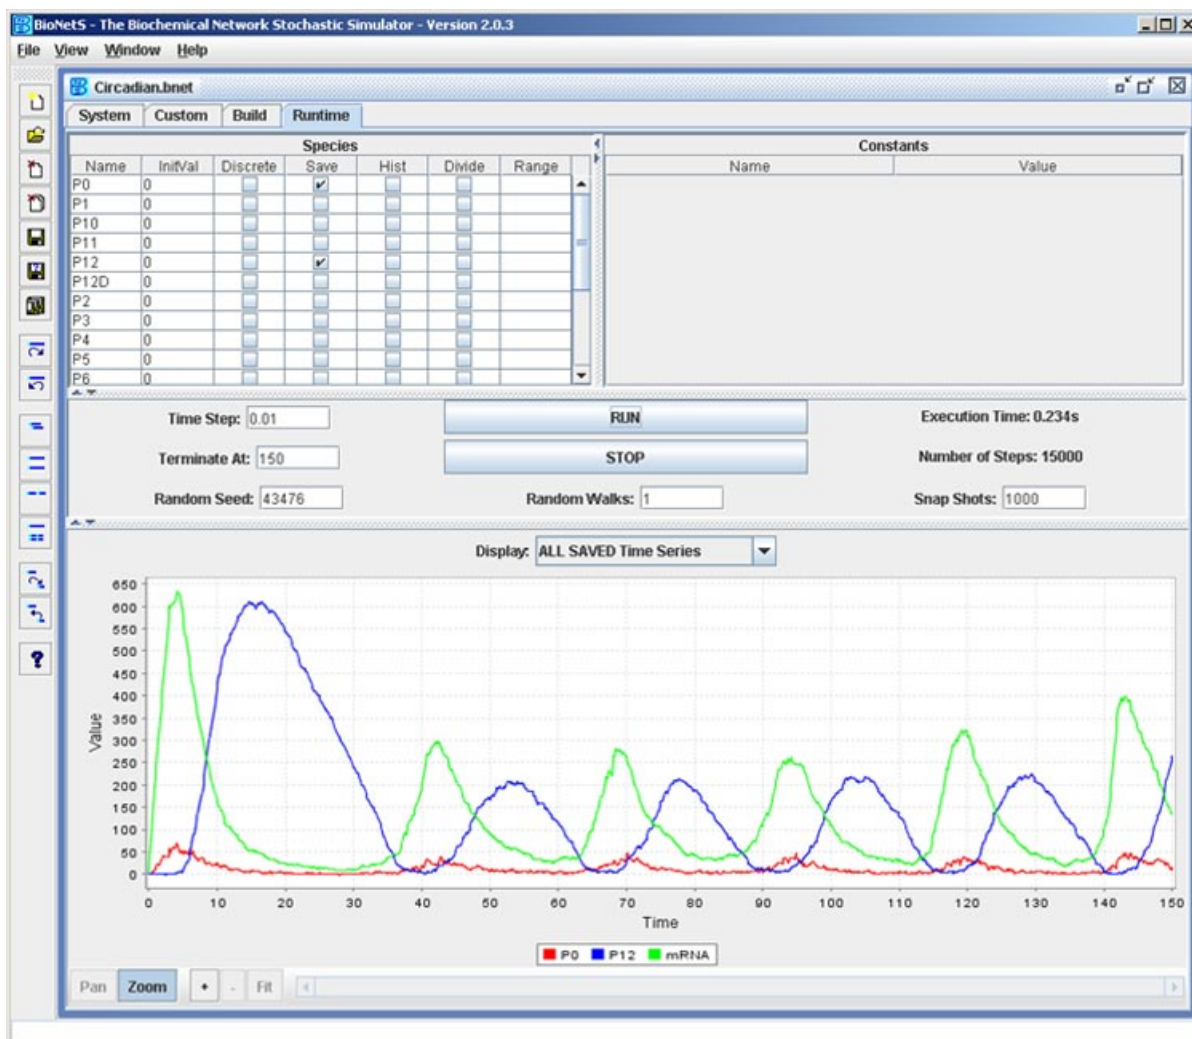 BioNetS - The Biochemical Network Stochastic Simulator - Version 2.0.3
File View Window Help
Circadian.bnet
System Custom Build Runtime
Species
Name InitVal Discrete Save Hist Divide Range
P0 0
P1 0
P10 0
P11 0
P12 0
P12D 0
P2 0
P3 0
P4 0
P5 0
P6 0
Constants
Name Value
Time Step: 0.01
RUN
Execution Time: 0.234s
Terminate At: 150
STOP
Number of Steps: 15000
Random Seed: 43476
Random Walks: 1
Snap Shots: 1000
Display: ALL SAVED Time Series
650
600
550
500
450
400
350
300
250
200
150
100
50
0
Value
0 10 20 30 40 50 60 70 80 90 100 110 120 130 140 150
Time
P0 P12 mRNA
Pan Zoom + - Fit